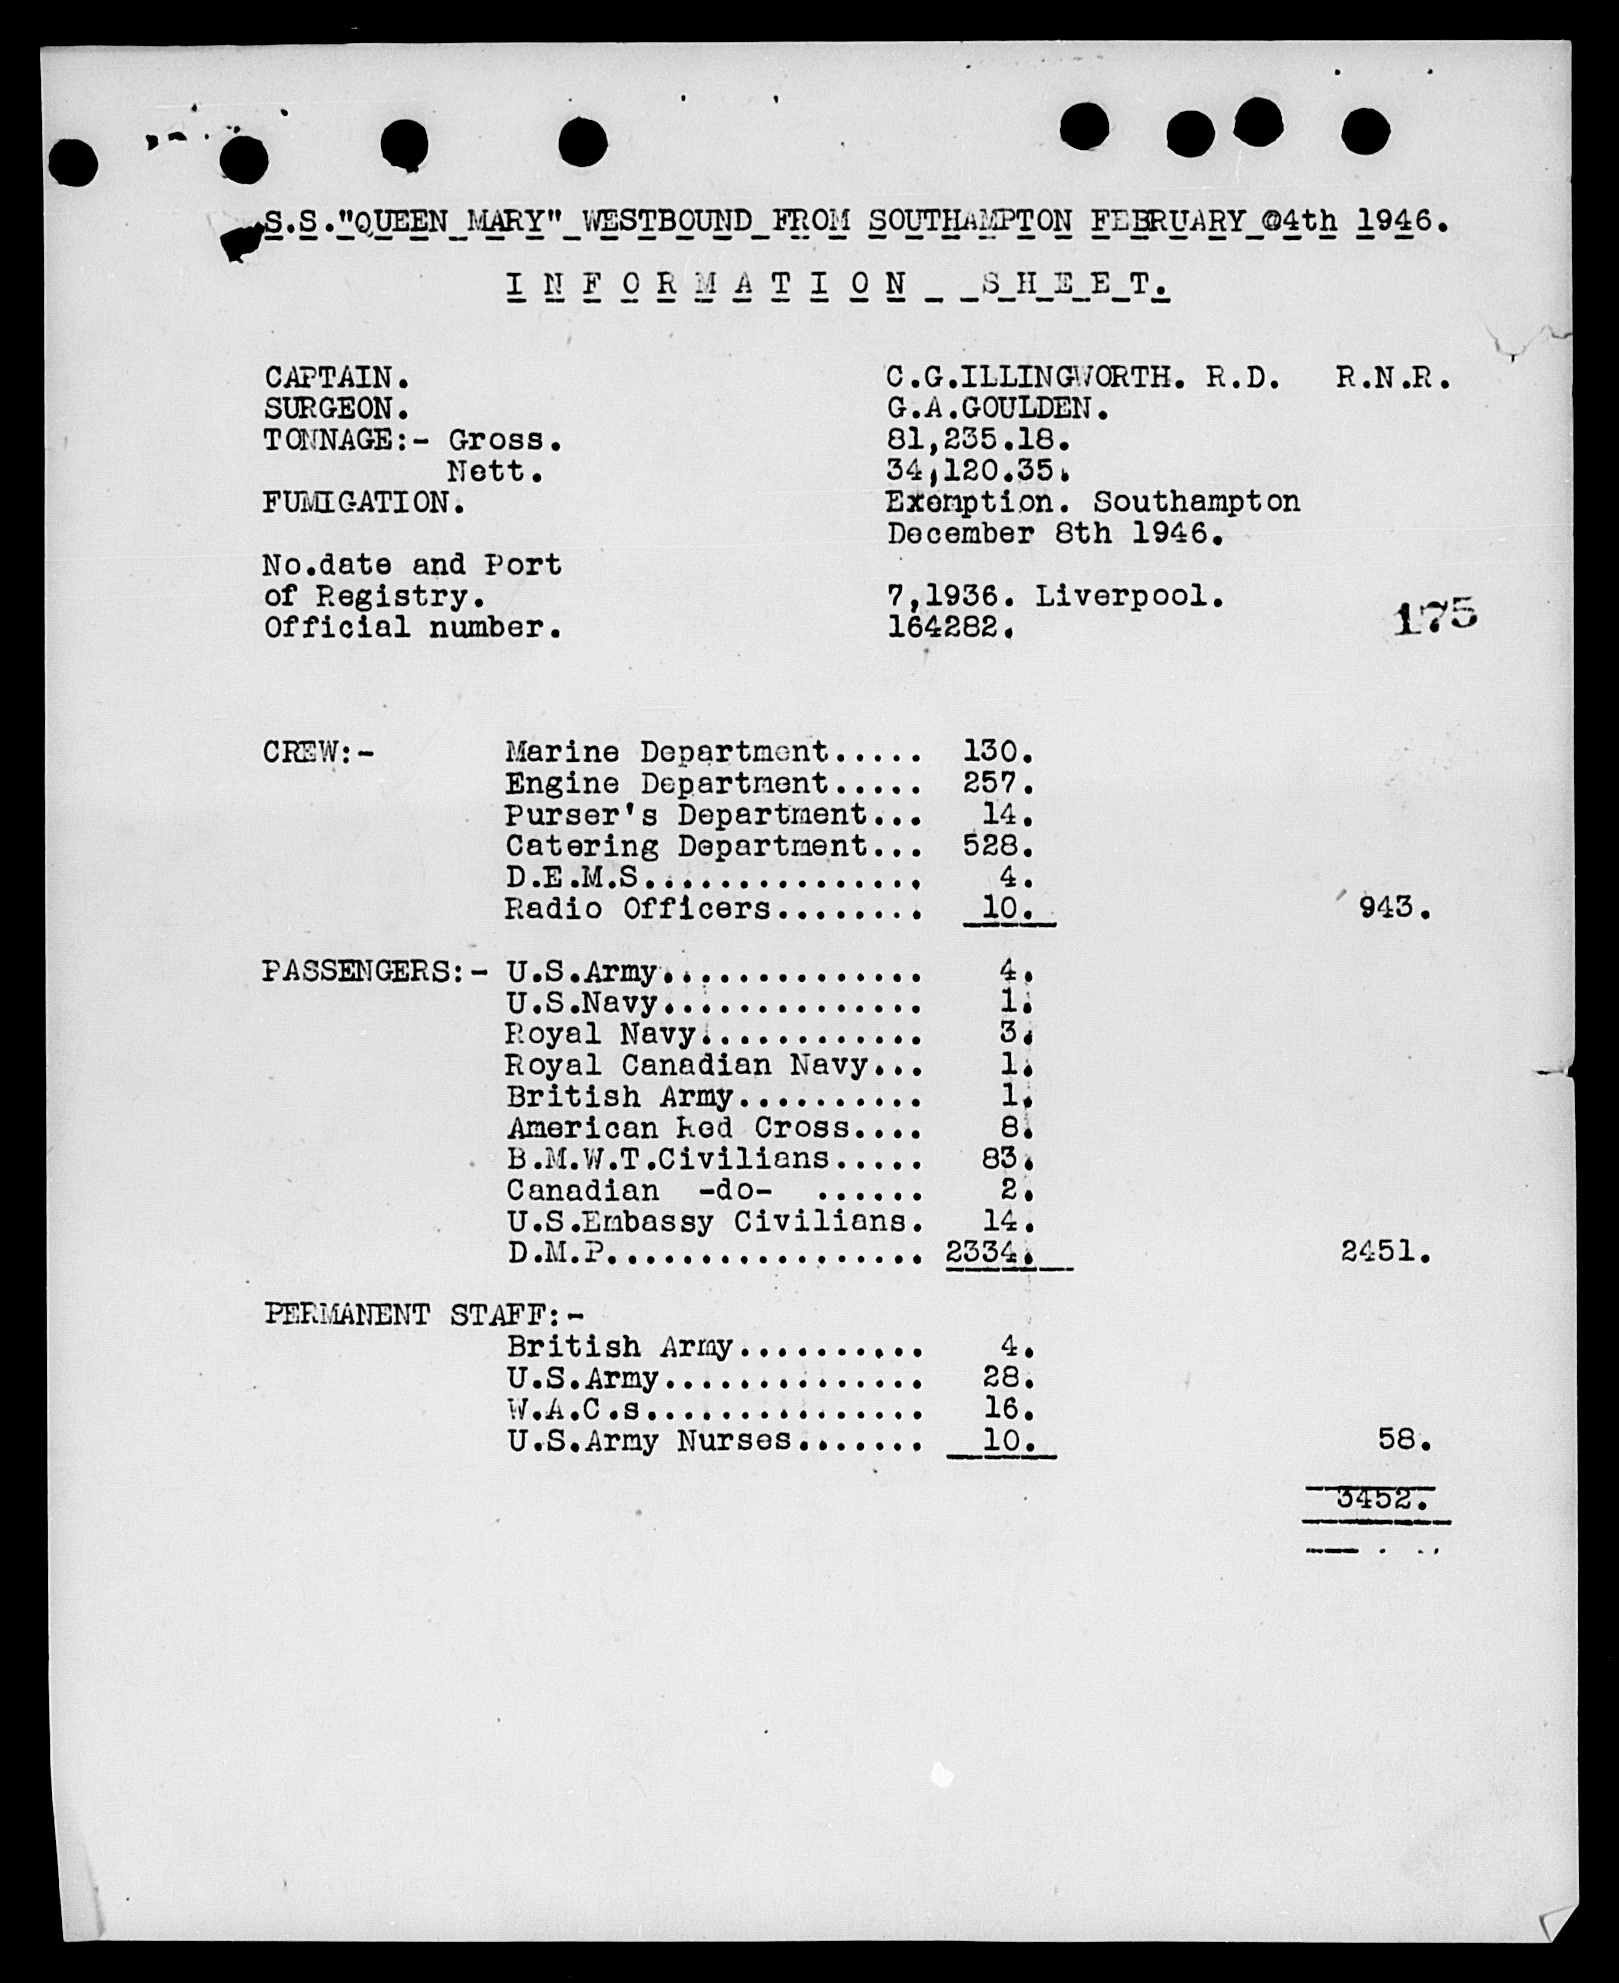 S.S."QUEEN MARY" WESTBOUND FROM SOUTHAMPTON FEBRUARY @4th 1946.
INFORMATION SHEET.
CAPTAIN. C.G.ILLINGWORTH. R.D. R.N.R.
SURGEON. G.A.GOULDEN.
TONNAGE:- Gross. 81,235.18.
Nett. 34,120.35.
FUMIGATION. Exemption. Southampton
December 8th 1946.
No.date and Port
of Registry. 7,1936. Liverpool.
175
Official number. 164282.
CREW:- Marine Department..... 130.
Engine Department..... 257.
Purser's Department... 14.
Catering Department... 528.
D.E.M.S............... 4.
Radio Officers........ 10. 943.
PASSENGERS:- U.S.Army.............. 4.
U.S.Navy.............. 1.
Royal Navy............ 3.
Royal Canadian Navy... 1.
British Army.......... 1.
American Red Cross.... 8.
B.M.W.T.Civilians..... 83.
Canadian -do- ...... 2.
U.S.Embassy Civilians. 14.
D.M.P................. 2334. 2451.
PERMANENT STAFF:-
British Army.......... 4.
U.S.Army.............. 28.
W.A.C.s............... 16.
U.S.Army Nurses....... 10. 58.
3452.